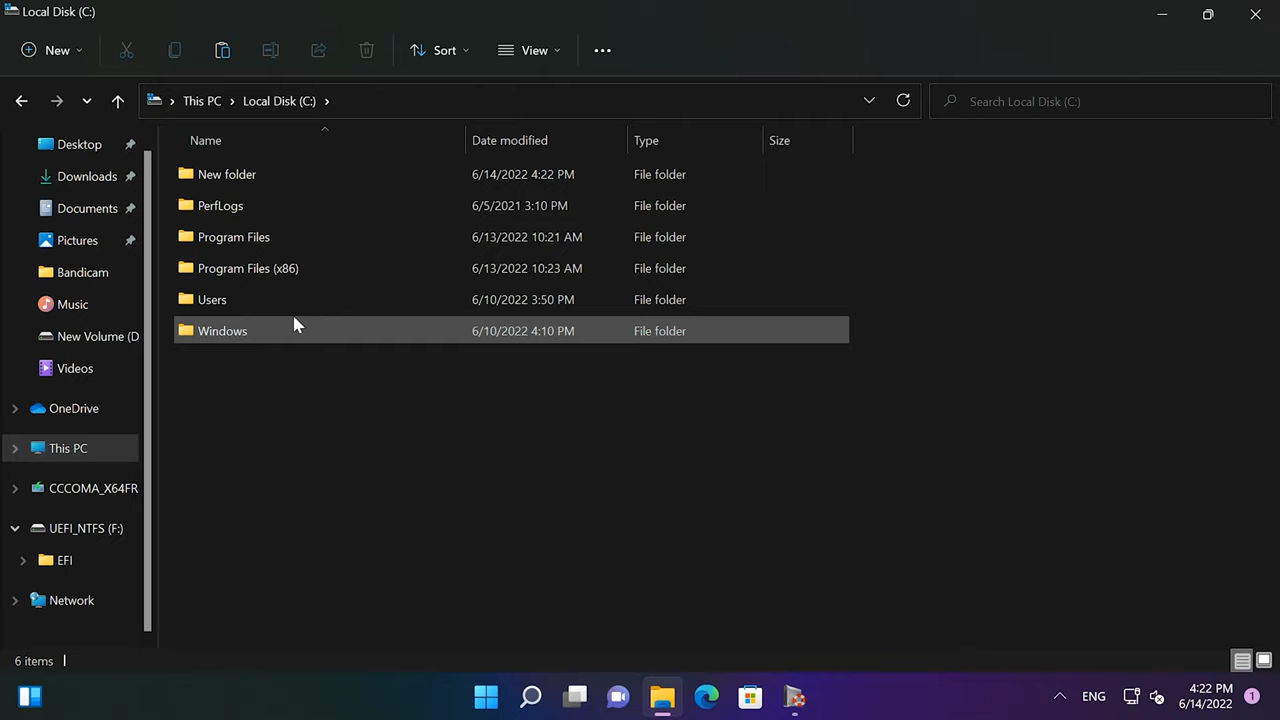 Local Disk (C:)
New Sort View
This PC Local Disk (C:) Search Local Disk (C:)
Name Date modified Type Size
Desktop
Downloads
Documents
Pictures
Bandicam
Music
New Volume (D
Videos
OneDrive
This PC
CCCOMA_X64FR
UEFI_NTFS (F:)
EFI
Network
New folder 6/14/2022 4:22 PM File folder
PerfLogs 6/5/2021 3:10 PM File folder
Program Files 6/13/2022 10:21 AM File folder
Program Files (x86) 6/13/2022 10:23 AM File folder
Users 6/10/2022 3:50 PM File folder
Windows 6/10/2022 4:10 PM File folder
6 items
ENG
4:22 PM
6/14/2022
1